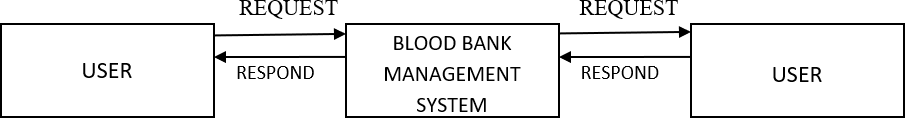 REQUEST
REQUEST
USER
RESPOND
BLOOD BANK
MANAGEMENT
SYSTEM
RESPOND
USER